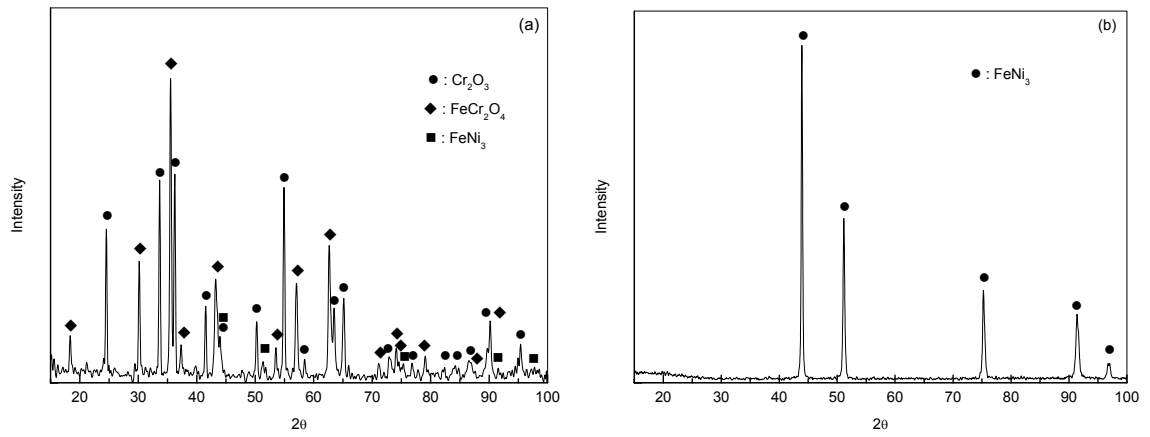 (a)
● : Cr₂O₃
◆ : FeCr₂O₄
■ : FeNi₃
Intensity
20 30 40 50 60 70 80 90 100
2θ
(b)
● : FeNi₃
Intensity
20 30 40 50 60 70 80 90 100
2θ